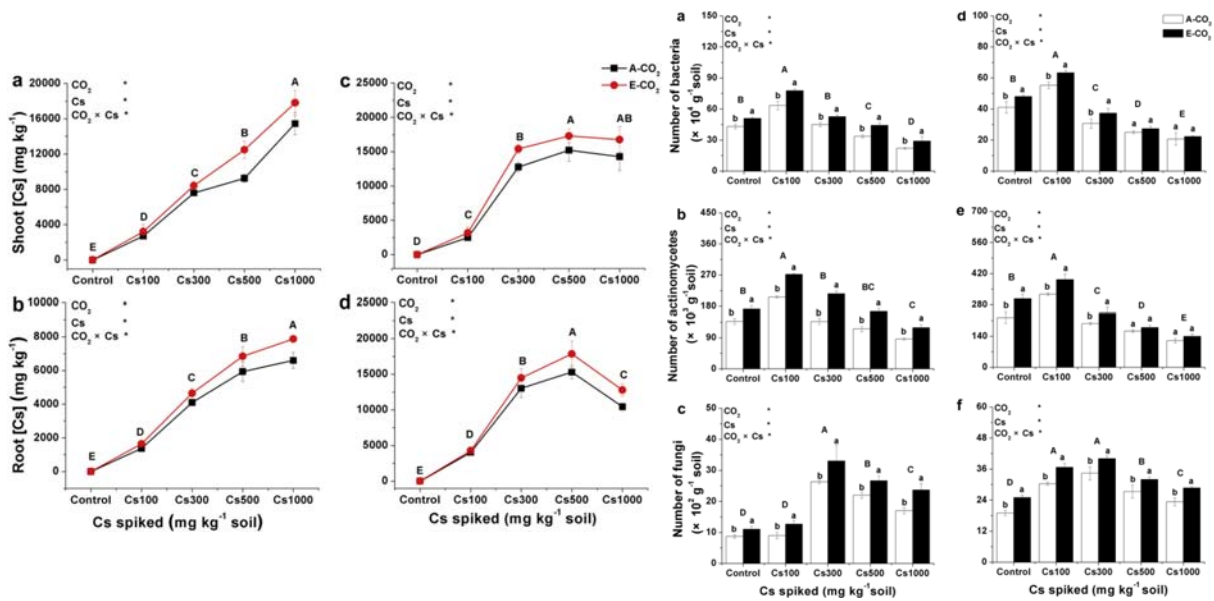 a
CO₂ *
Cs *
CO₂ × Cs *
Shoot [Cs] (mg kg⁻¹)
20000
16000
12000
8000
4000
0
E
D
C
B
A
Control Cs100 Cs300 Cs500 Cs1000
c
CO₂ *
Cs *
CO₂ × Cs *
A-CO₂
E-CO₂
25000
20000
15000
10000
5000
0
D
C
B
A
AB
Control Cs100 Cs300 Cs500 Cs1000
b
CO₂ *
Cs *
CO₂ × Cs *
Root [Cs] (mg kg⁻¹)
10000
8000
6000
4000
2000
0
E
D
C
B
A
Control Cs100 Cs300 Cs500 Cs1000
Cs spiked (mg kg⁻¹ soil)
d
CO₂ *
Cs *
CO₂ × Cs *
25000
20000
15000
10000
5000
0
E
D
B
A
C
Control Cs100 Cs300 Cs500 Cs1000
Cs spiked (mg kg⁻¹ soil)
a
CO₂ *
Cs *
CO₂ × Cs *
Number of bacteria
(× 10⁴ g⁻¹ soil)
150
120
90
60
30
0
B A B C D
b a b a b a b a b a
Control Cs100 Cs300 Cs500 Cs1000
d
CO₂ *
Cs *
CO₂ × Cs *
A-CO₂
E-CO₂
100
80
60
40
20
0
B A C D E
b a b a b a a a a a
Control Cs100 Cs300 Cs500 Cs1000
b
CO₂ *
Cs *
CO₂ × Cs *
Number of actinomycetes
(× 10³ g⁻¹ soil)
450
360
270
180
90
0
B A B BC C
b a b a b a b a b a
Control Cs100 Cs300 Cs500 Cs1000
e
CO₂ *
Cs *
CO₂ × Cs *
700
560
420
280
140
0
B A C D E
b a b a b a a a a a
Control Cs100 Cs300 Cs500 Cs1000
c
CO₂ *
Cs *
CO₂ × Cs *
Number of fungi
(× 10² g⁻¹ soil)
50
40
30
20
10
0
D D A B C
b a b a b a b a b a
Control Cs100 Cs300 Cs500 Cs1000
Cs spiked (mg kg⁻¹ soil)
f
CO₂ *
Cs *
CO₂ × Cs *
60
48
36
24
12
0
D A A B C
b a b a b a b a b a
Control Cs100 Cs300 Cs500 Cs1000
Cs spiked (mg kg⁻¹ soil)